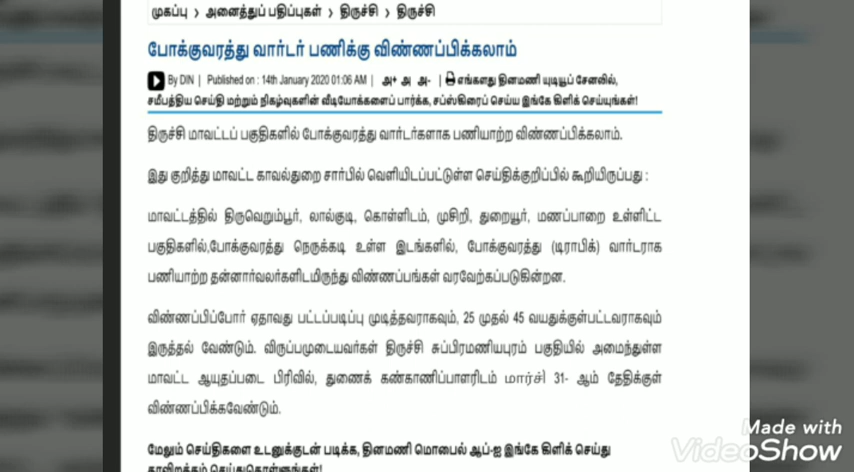 முகப்பு > அனைத்துப் பதிப்புகள் > திருச்சி > திருச்சி
போக்குவரத்து வார்டர் பணிக்கு விண்ணப்பிக்கலாம்
By DIN | Published on : 14th January 2020 01:06 AM | அ+ அ அ- | எங்களது தினமணி யுடியூப் சேனலில்,
சமீபத்திய செய்தி மற்றும் நிகழ்வுகளின் வீடியோக்களைப் பார்க்க, சப்ஸ்கிரைப் செய்ய இங்கே கிளிக் செய்யுங்கள்!
திருச்சி மாவட்டப் பகுதிகளில் போக்குவரத்து வார்டர்களாக பணியாற்ற விண்ணப்பிக்கலாம்.
இது குறித்து மாவட்ட காவல்துறை சார்பில் வெளியிடப்பட்டுள்ள செய்திக்குறிப்பில் கூறியிருப்பது :
மாவட்டத்தில் திருவெறும்பூர், லால்குடி, கொள்ளிடம், முசிறி, துறையூர், மணப்பாறை உள்ளிட்ட
பகுதிகளில்,போக்குவரத்து நெருக்கடி உள்ள இடங்களில், போக்குவரத்து (டிராபிக்) வார்டராக
பணியாற்ற தன்னார்வலர்களிடமிருந்து விண்ணப்பங்கள் வரவேற்கப்படுகின்றன.
விண்ணப்பிப்போர் ஏதாவது பட்டப்படிப்பு முடித்தவராகவும், 25 முதல் 45 வயதுக்குள்பட்டவராகவும்
இருத்தல் வேண்டும். விருப்பமுடையவர்கள் திருச்சி சுப்பிரமணியபுரம் பகுதியில் அமைந்துள்ள
மாவட்ட ஆயுதப்படை பிரிவில், துணைக் கண்காணிப்பாளரிடம் மார்ச் 31- ஆம் தேதிக்குள்
விண்ணப்பிக்கவேண்டும்.
மேலும் செய்திகளை உடனுக்குடன் படிக்க, தினமணி மொபைல் ஆப்-ஐ இங்கே கிளிக் செய்து
Made with
VideoShow